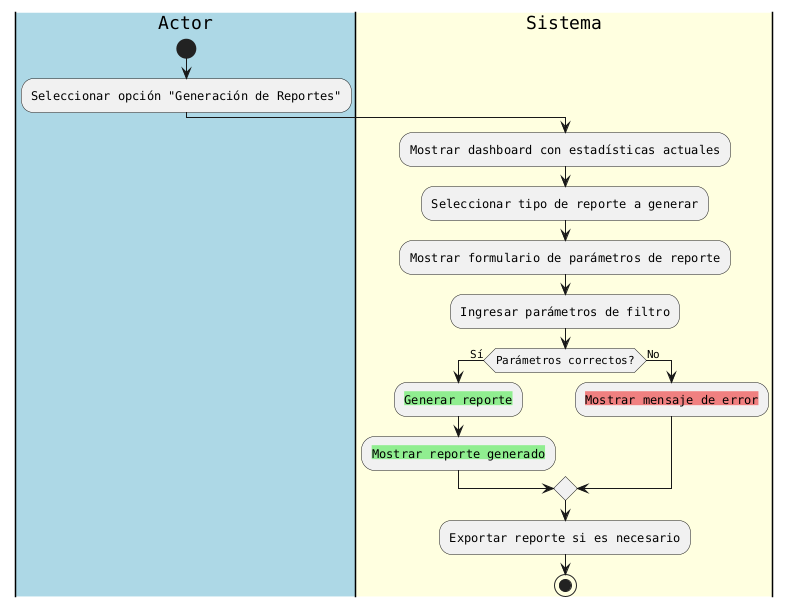 Actor
Sistema
Seleccionar opción "Generación de Reportes"
Mostrar dashboard con estadísticas actuales
Seleccionar tipo de reporte a generar
Mostrar formulario de parámetros de reporte
Ingresar parámetros de filtro
Sí
Parámetros correctos?
No
Generar reporte
Mostrar mensaje de error
Mostrar reporte generado
Exportar reporte si es necesario